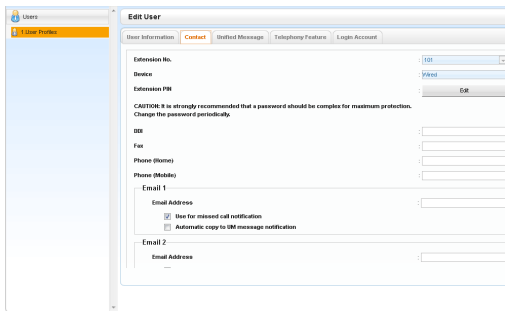 Users
1.User Profiles
Edit User
User Information
Contact
Unified Message
Telephony Feature
Login Account
Extension No.
: 101
Device
: Wired
Extension PIN
: Edit
CAUTION: It is strongly recommended that a password should be complex for maximum protection.
Change the password periodically.
DDI
:
Fax
:
Phone (Home)
:
Phone (Mobile)
:
Email 1
Email Address
:
Use for missed call notification
Automatic copy to UM message notification
Email 2
Email Address
: